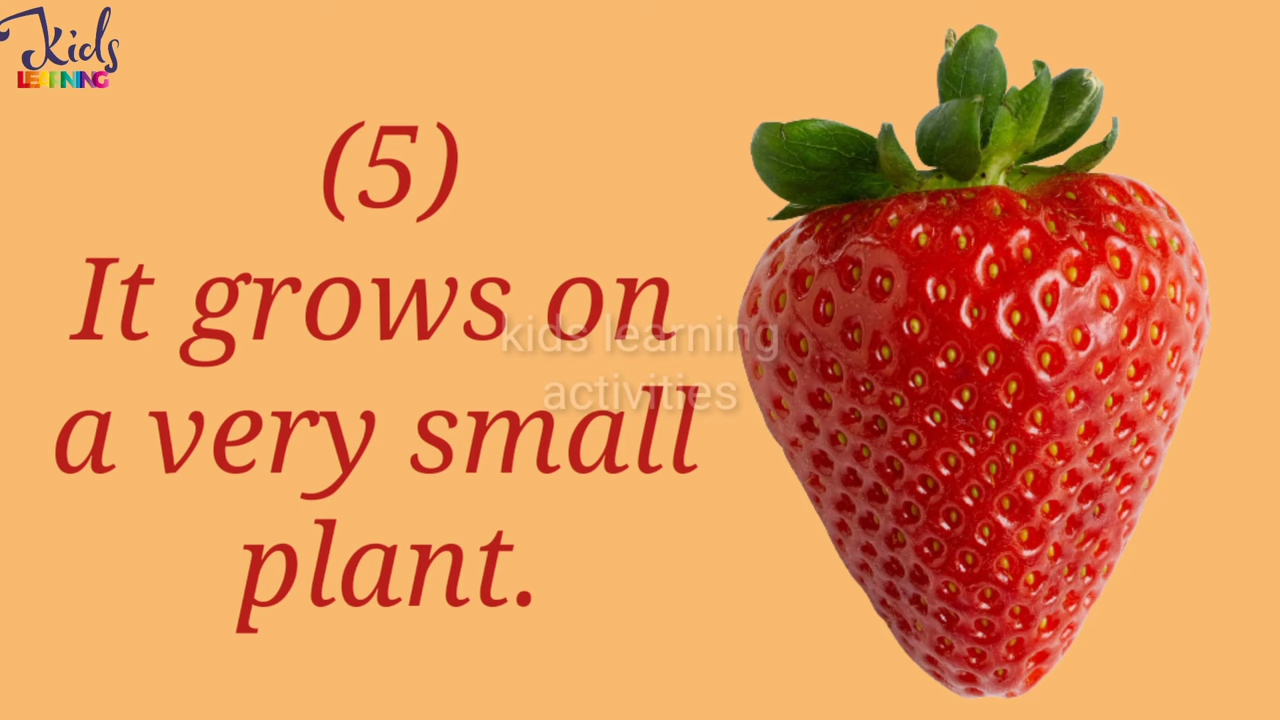 Kids
LEARNING
(5)
It grows on
a very small
plant.
kids learning
activities